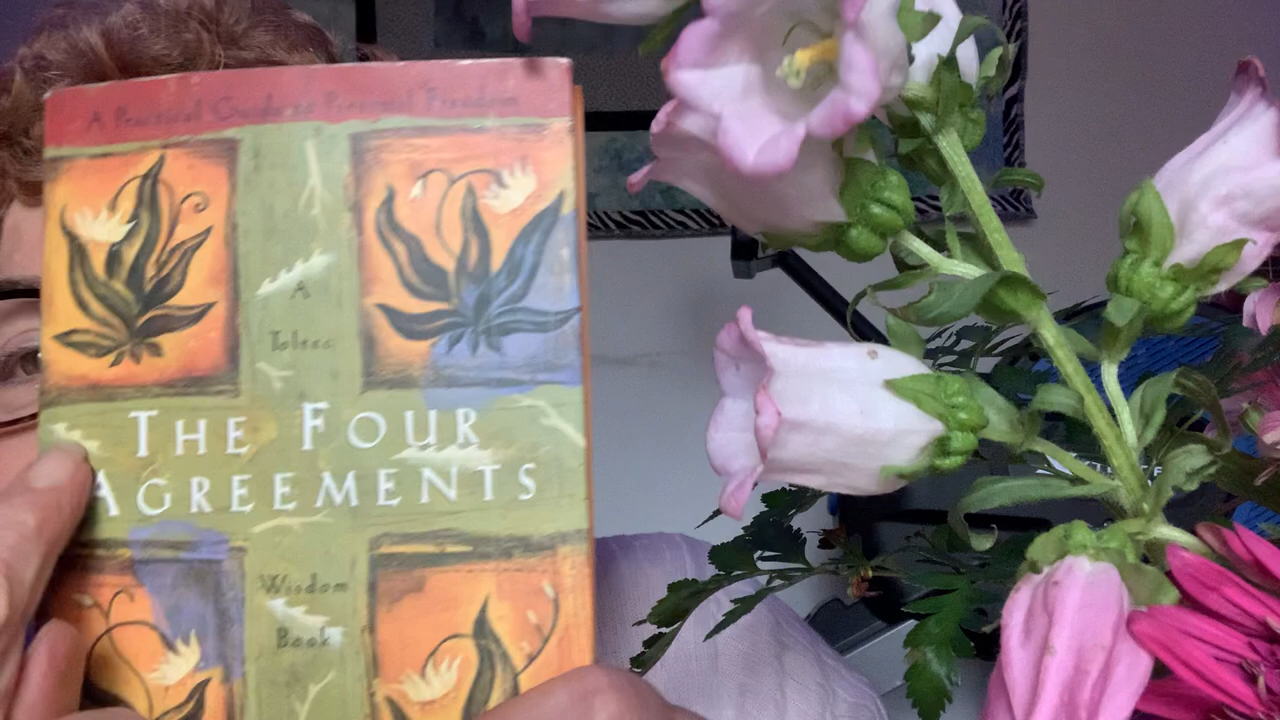 A Practical Guide to Personal Freedom
A
Toltec
THE FOUR
AGREEMENTS
Wisdom
Book